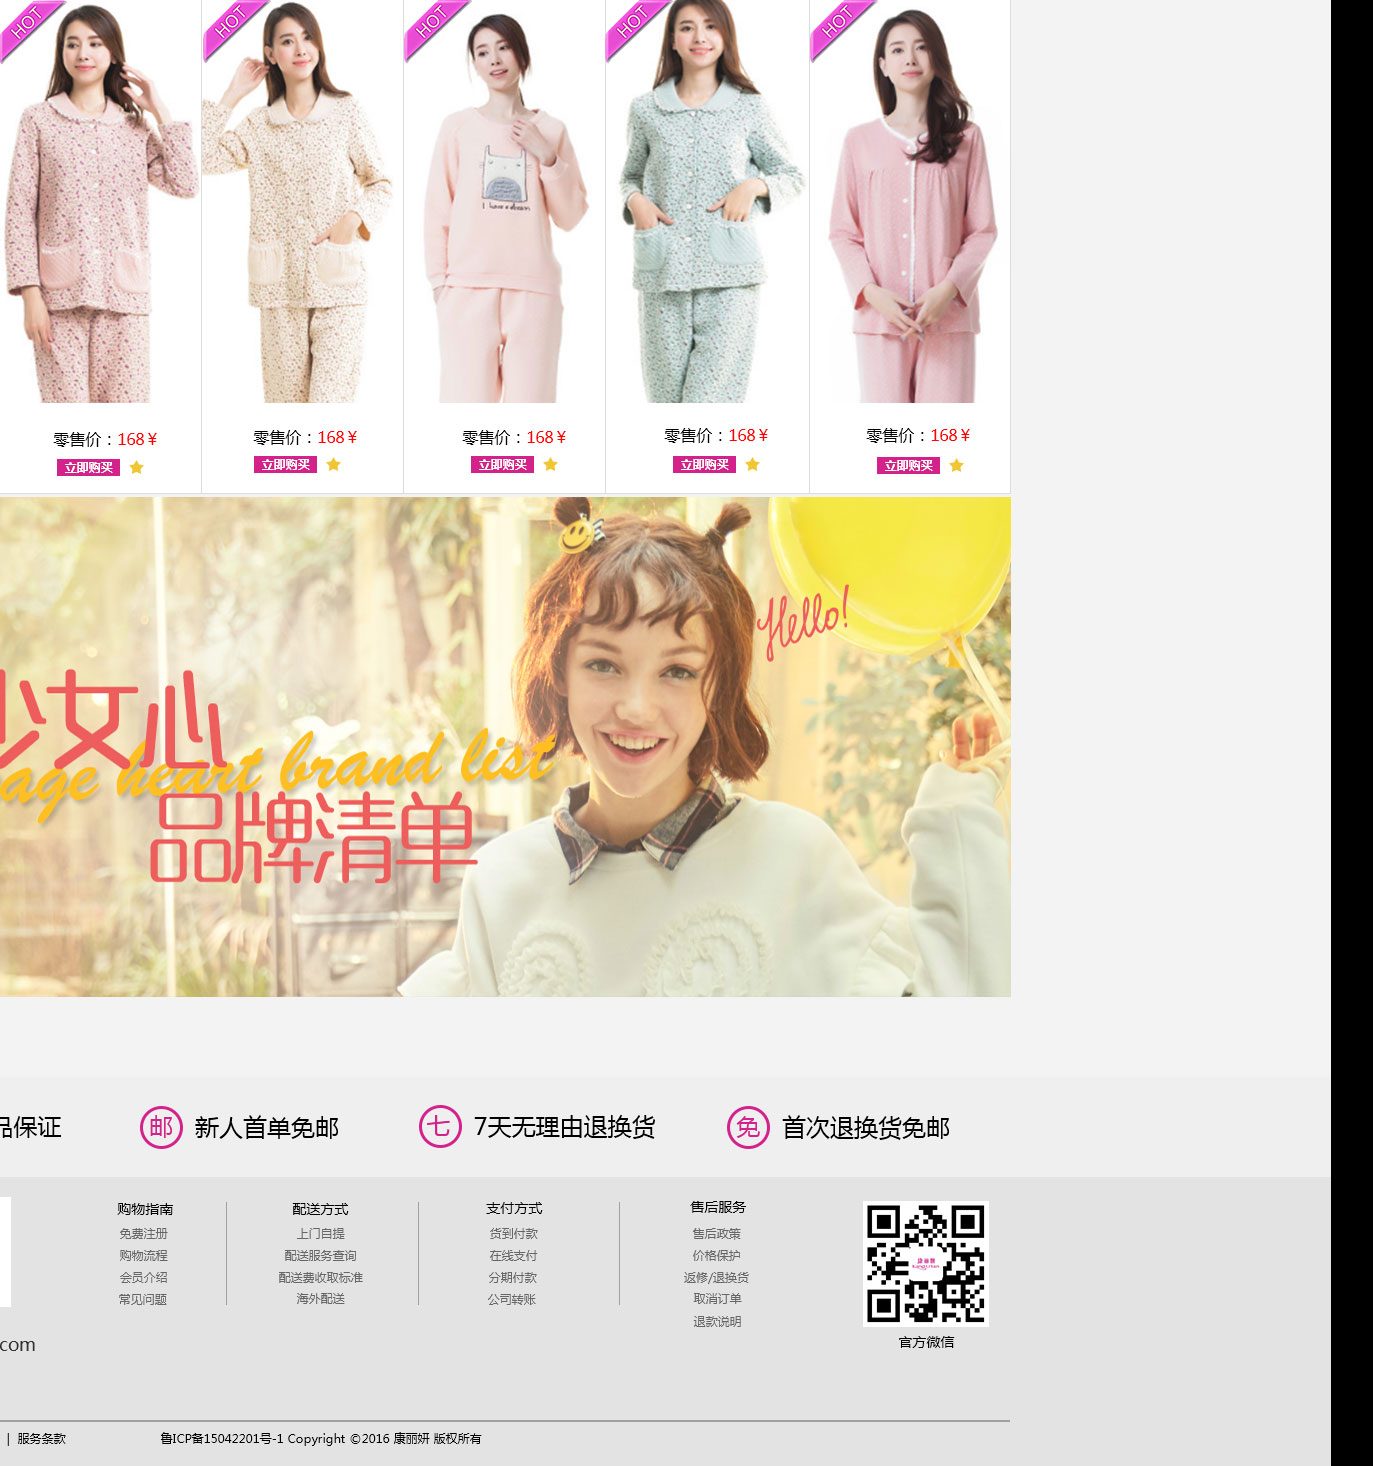 HOT
HOT
HOT
HOT
HOT
I have a dream
零售价：168￥
零售价：168￥
零售价：168￥
零售价：168￥
零售价：168￥
立即购买
立即购买
立即购买
立即购买
立即购买
Hello!
少女心
age heart brand list
品牌清单
品保证
邮 新人首单免邮
七 7天无理由退换货
免 首次退换货免邮
购物指南
免费注册
购物流程
会员介绍
常见问题
配送方式
上门自提
配送服务查询
配送费收取标准
海外配送
支付方式
货到付款
在线支付
分期付款
公司转账
售后服务
售后政策
价格保护
返修/退换货
取消订单
退款说明
官方微信
com
| 服务条款
鲁ICP备15042201号-1 Copyright ©2016 康丽妍 版权所有